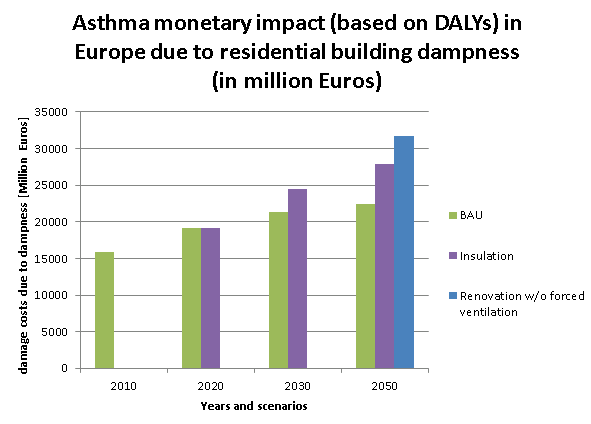 Asthma monetary impact (based on DALYs) in
Europe due to residential building dampness
(in million Euros)
damage costs due to dampness [Million Euros]
35000
30000
25000
20000
15000
10000
5000
0
2010
2020
2030
2050
Years and scenarios
BAU
Insulation
Renovation w/o forced
ventilation